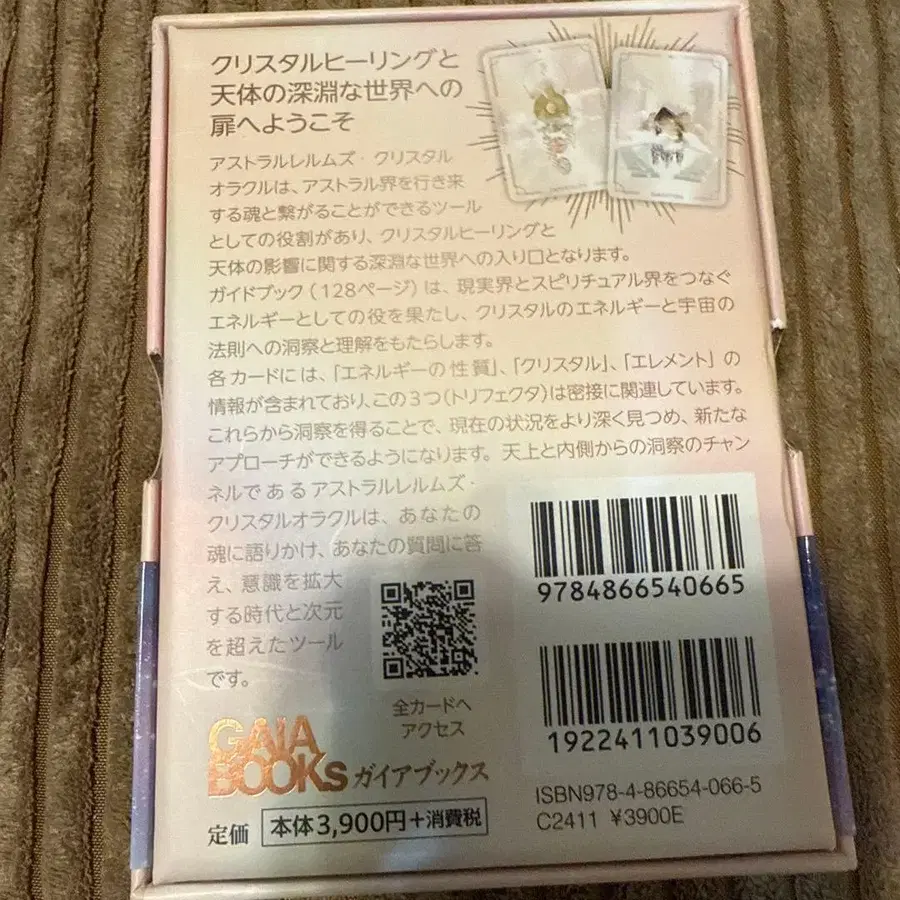 クリスタルヒーリングと
天体の深淵な世界への
扉へようこそ
アストラルレルムズ・クリスタル
オラクルは、アストラル界を行き来
する魂と繋がることができるツール
としての役割があり、クリスタルヒーリングと
天体の影響に関する深淵な世界への入り口となります。
ガイドブック(128ページ)は、現実界とスピリチュアル界をつなぐ
エネルギーとしての役を果たし、クリスタルのエネルギーと宇宙の
法則への洞察と理解をもたらします。
各カードには、「エネルギーの性質」、「クリスタル」、「エレメント」の
情報が含まれており、この3つ(トリフェクタ)は密接に関連しています。
これらから洞察を得ることで、現在の状況をより深く見つめ、新たな
アプローチができるようになります。天上と内側からの洞察のチャン
ネルであるアストラルレルムズ・
クリスタルオラクルは、あなたの
魂に語りかけ、あなたの質問に答
え、意識を拡大
する時代と次元
を超えたツール
です。
全カードへ
アクセス
9784866540665
1922411039006
GAIA
BOOKS ガイアブックス
定価 本体3,900円+消費税
ISBN978-4-86654-066-5
C2411 ¥3900E